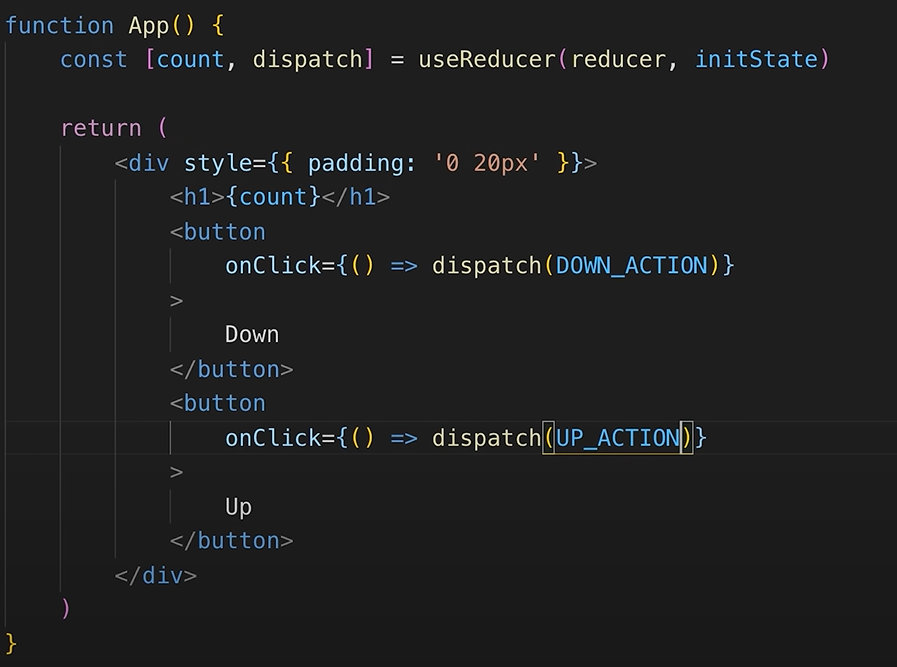 function App() {
const [count, dispatch] = useReducer(reducer, initState)
return (
<div style={{ padding: '0 20px' }}>
<h1>{count}</h1>
<button
onClick={() => dispatch(DOWN_ACTION)}
>
Down
</button>
<button
onClick={() => dispatch(UP_ACTION)}
>
Up
</button>
</div>
)
}